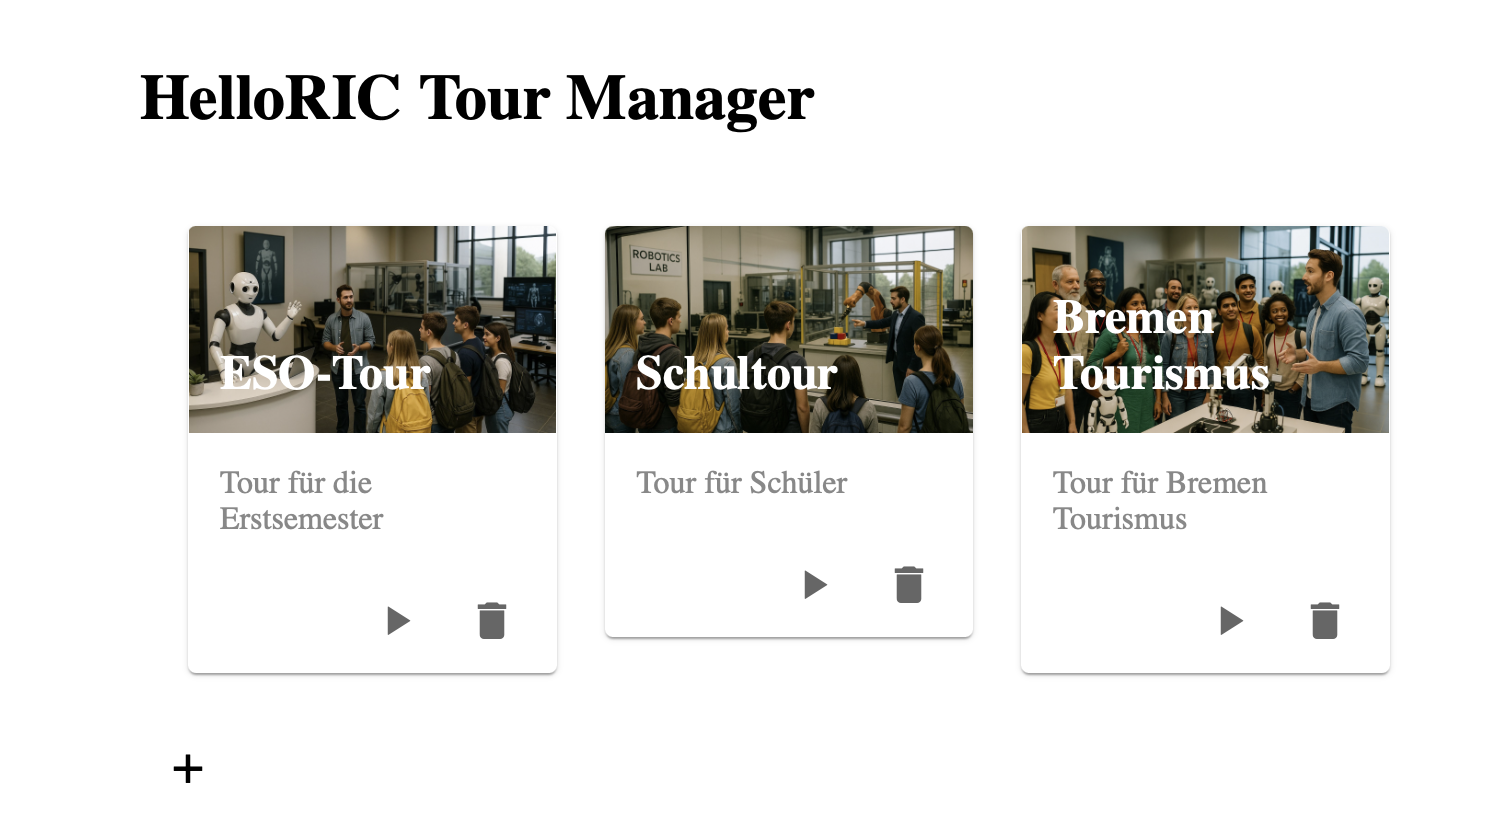 HelloRIC Tour Manager
ROBOTICS
LAB
ESO-Tour
Schultour
Bremen
Tourismus
Tour für die
Erstsemester
Tour für Schüler
Tour für Bremen
Tourismus
+